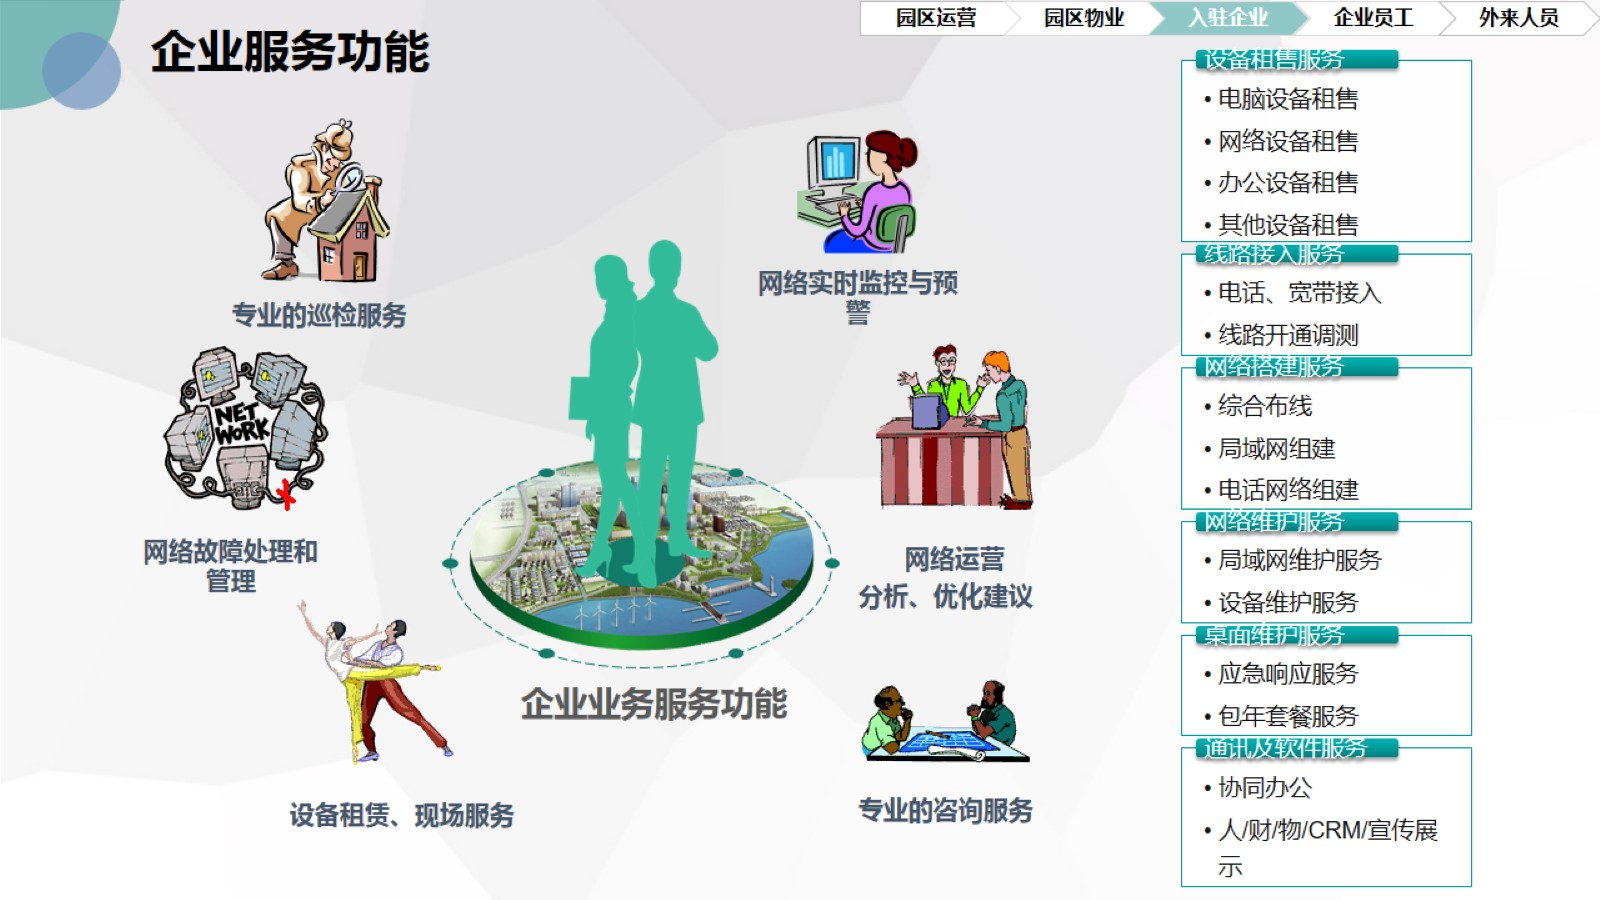 企业服务功能
园区运营
园区物业
入驻企业
企业员工
外来人员
专业的巡检服务
网络实时监控与预
警
NET
WORK
网络故障处理和
管理
网络运营
分析、优化建议
企业业务服务功能
设备租赁、现场服务
专业的咨询服务
设备租售服务
• 电脑设备租售
• 网络设备租售
• 办公设备租售
• 其他设备租售
线路接入服务
• 电话、宽带接入
• 线路开通调测
网络搭建服务
• 综合布线
• 局域网组建
• 电话网络组建
网络维护服务
• 局域网维护服务
• 设备维护服务
桌面维护服务
• 应急响应服务
• 包年套餐服务
通讯及软件服务
• 协同办公
• 人/财/物/CRM/宣传展
示